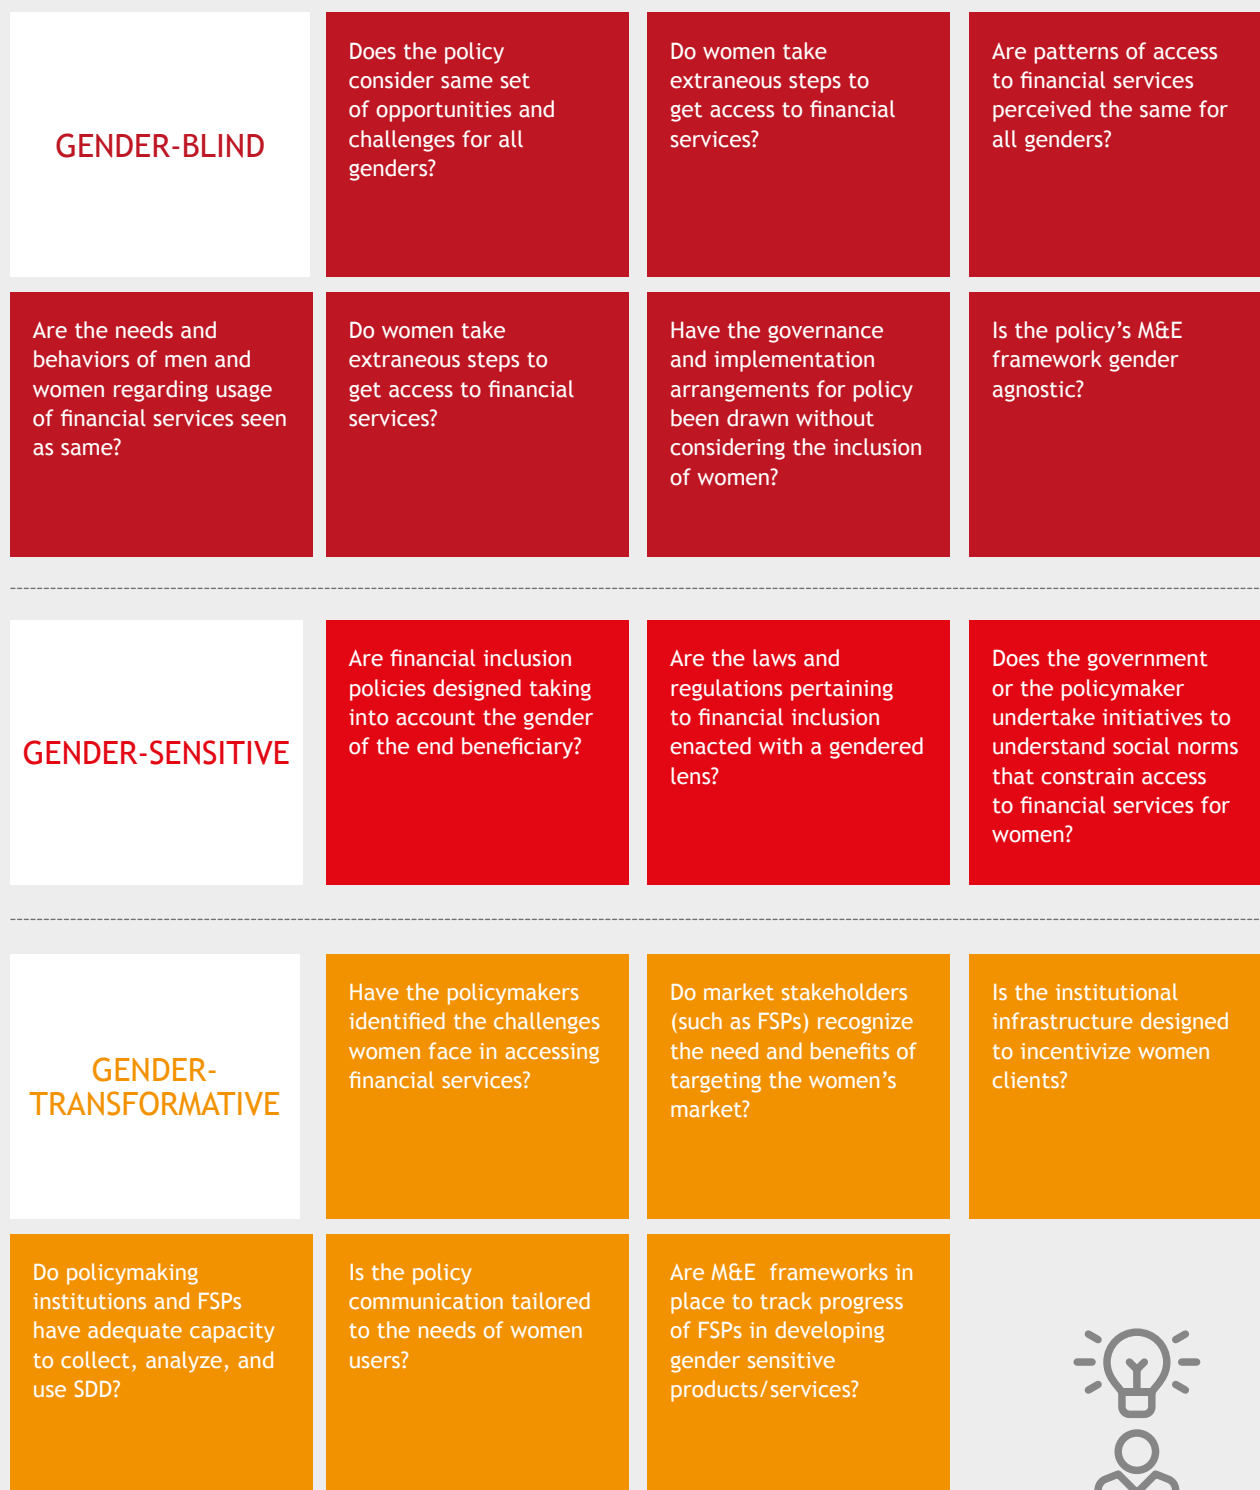 GENDER-BLIND
Does the policy
consider same set
of opportunities and
challenges for all
genders?
Do women take
extraneous steps to
get access to financial
services?
Are patterns of access
to financial services
perceived the same for
all genders?
Are the needs and
behaviors of men and
women regarding usage
of financial services seen
as same?
Do women take
extraneous steps to
get access to financial
services?
Have the governance
and implementation
arrangements for policy
been drawn without
considering the inclusion
of women?
Is the policy’s M&E
framework gender
agnostic?
GENDER-SENSITIVE
Are financial inclusion
policies designed taking
into account the gender
of the end beneficiary?
Are the laws and
regulations pertaining
to financial inclusion
enacted with a gendered
lens?
Does the government
or the policymaker
undertake initiatives to
understand social norms
that constrain access
to financial services for
women?
GENDER-
TRANSFORMATIVE
Have the policymakers
identified the challenges
women face in accessing
financial services?
Do market stakeholders
(such as FSPs) recognize
the need and benefits of
targeting the women’s
market?
Is the institutional
infrastructure designed
to incentivize women
clients?
Do policymaking
institutions and FSPs
have adequate capacity
to collect, analyze, and
use SDD?
Is the policy
communication tailored
to the needs of women
users?
Are M&E frameworks in
place to track progress
of FSPs in developing
gender sensitive
products/services?